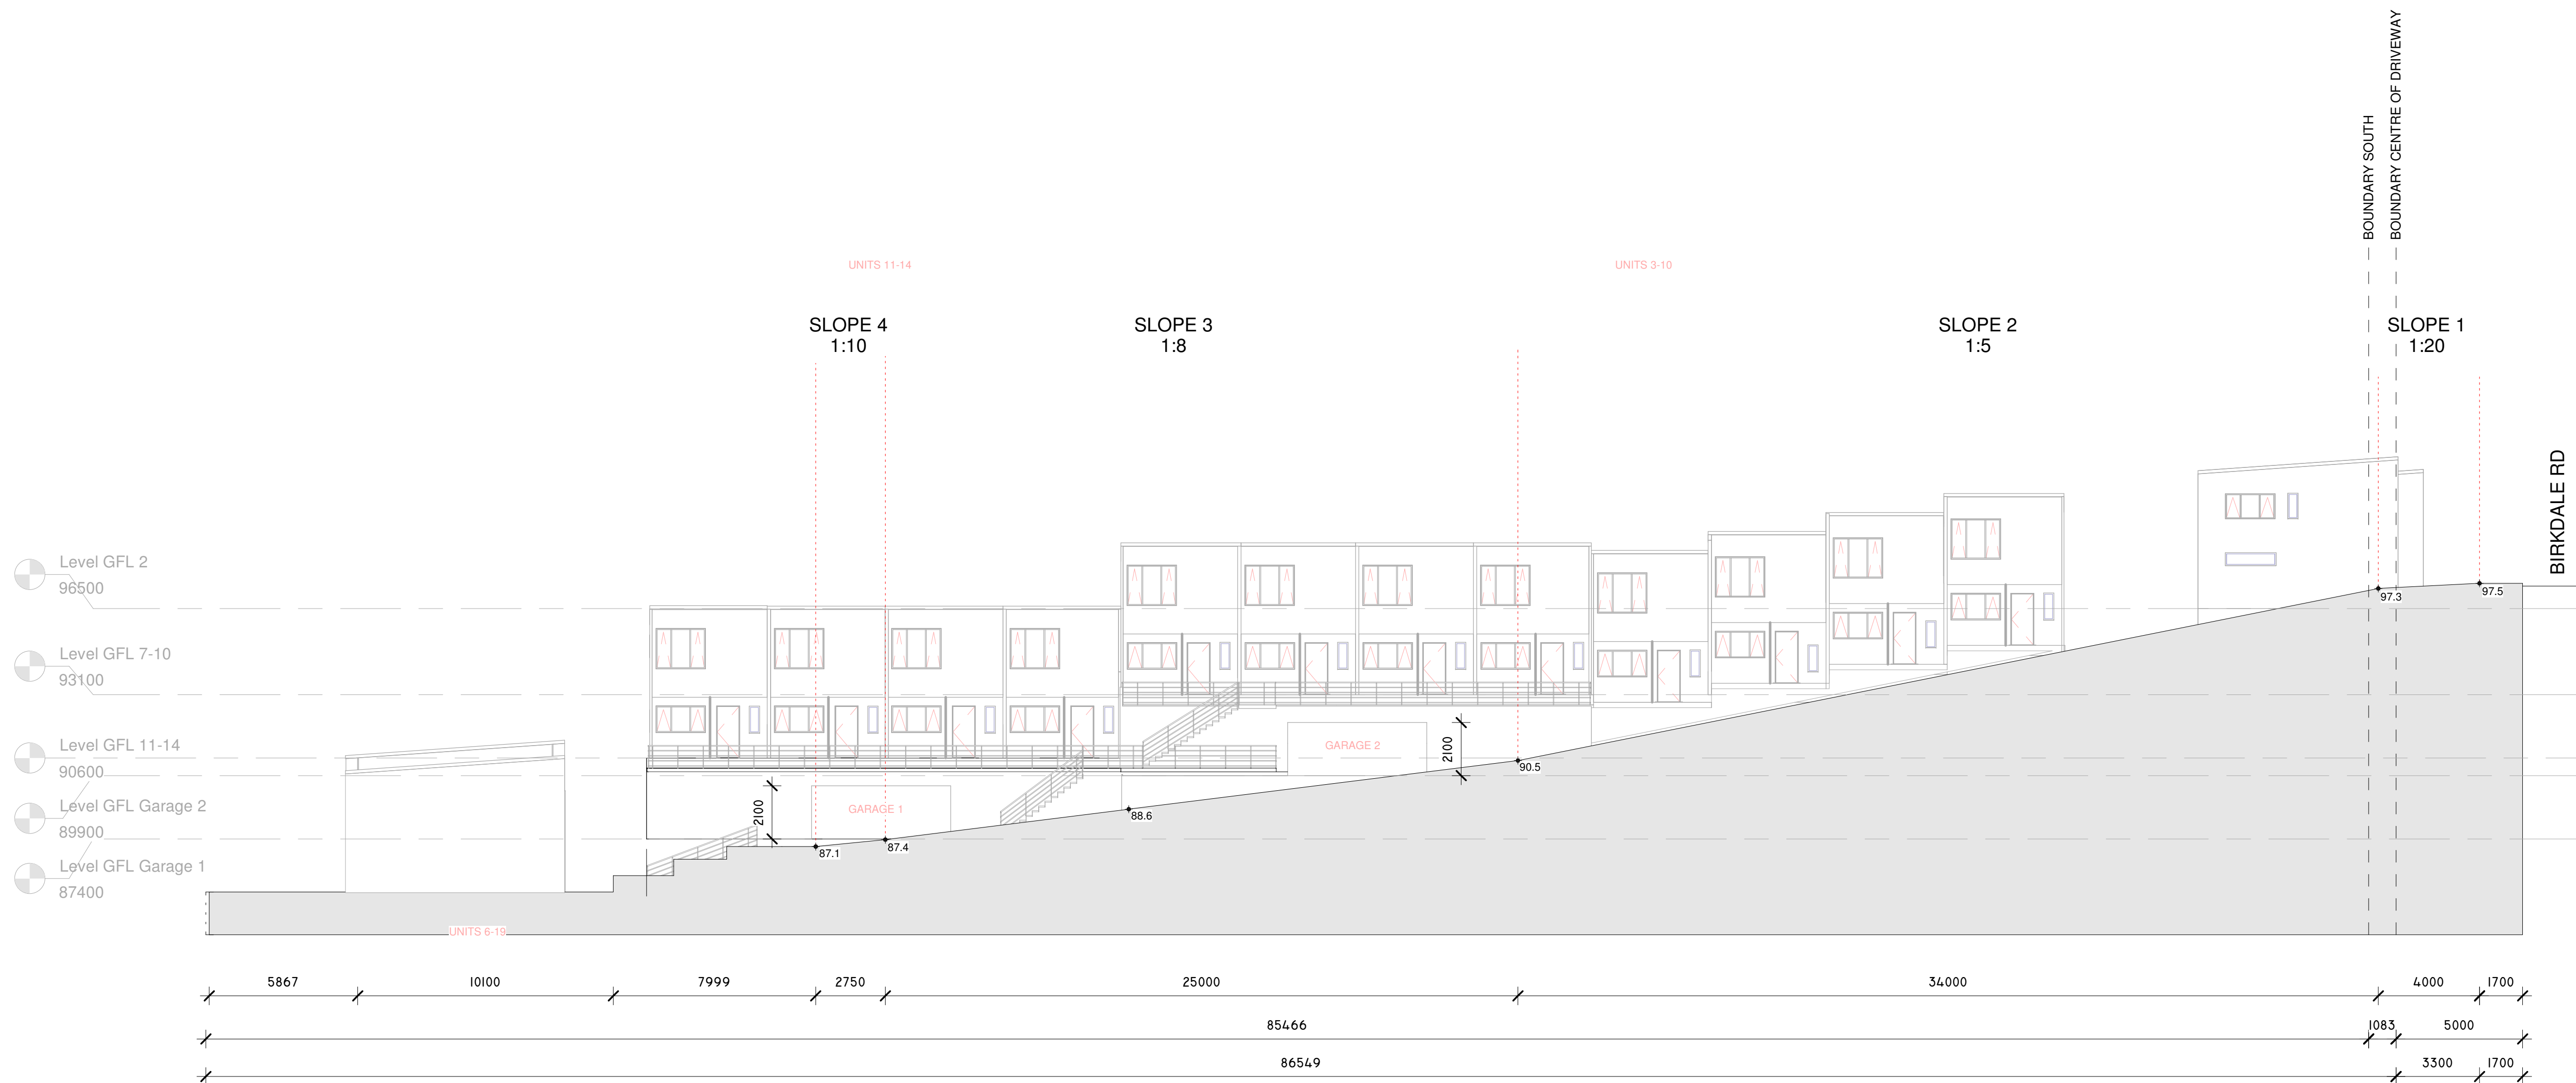 BOUNDARY SOUTH
BOUNDARY CENTRE OF DRIVEWAY
UNITS 11-14
UNITS 3-10
SLOPE 4
1:10
SLOPE 3
1:8
SLOPE 2
1:5
SLOPE 1
1:20
BIRKDALE RD
Level GFL 2
96500
Level GFL 7-10
93100
Level GFL 11-14
90600
Level GFL Garage 2
89900
Level GFL Garage 1
87400
97.3
97.5
GARAGE 2
2100
90.5
GARAGE 1
2100
88.6
87.1
87.4
UNITS 6-19
5867
10100
7999
2750
25000
34000
4000
1700
85466
1083
5000
86549
3300
1700